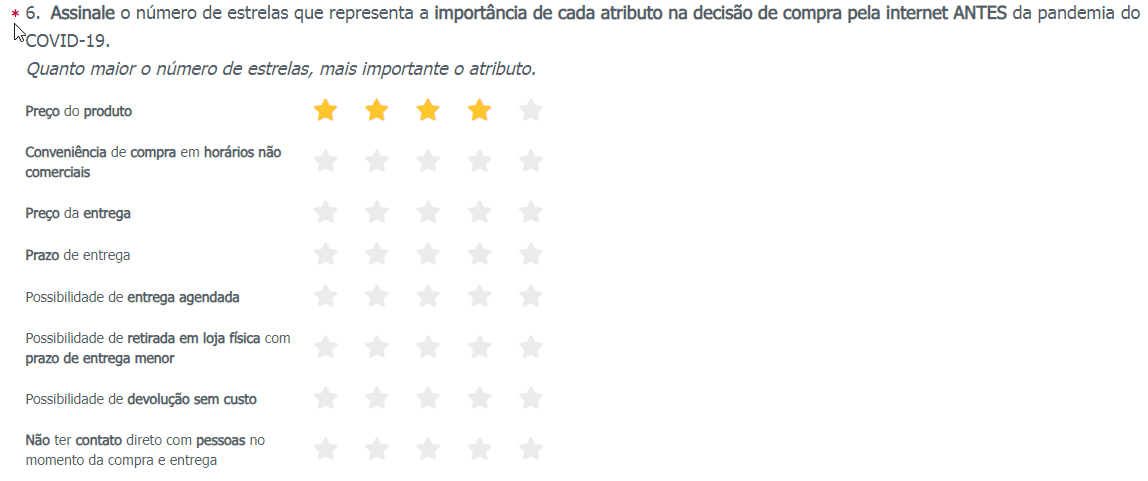 * 6. Assinale o número de estrelas que representa a importância de cada atributo na decisão de compra pela internet ANTES da pandemia do
COVID-19.
Quanto maior o número de estrelas, mais importante o atributo.
Preço do produto
Conveniência de compra em horários não
comerciais
Preço da entrega
Prazo de entrega
Possibilidade de entrega agendada
Possibilidade de retirada em loja física com
prazo de entrega menor
Possibilidade de devolução sem custo
Não ter contato direto com pessoas no
momento da compra e entrega